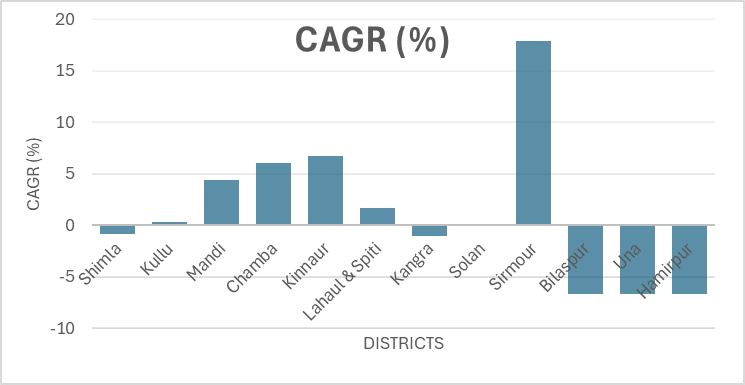 CAGR (%)
20
15
10
5
0
-5
-10
CAGR (%)
Shimla
Kullu
Mandi
Chamba
Kinnaur
Lahaul & Spiti
Kangra
Solan
Sirmour
Bilaspur
Una
Hamirpur
DISTRICTS